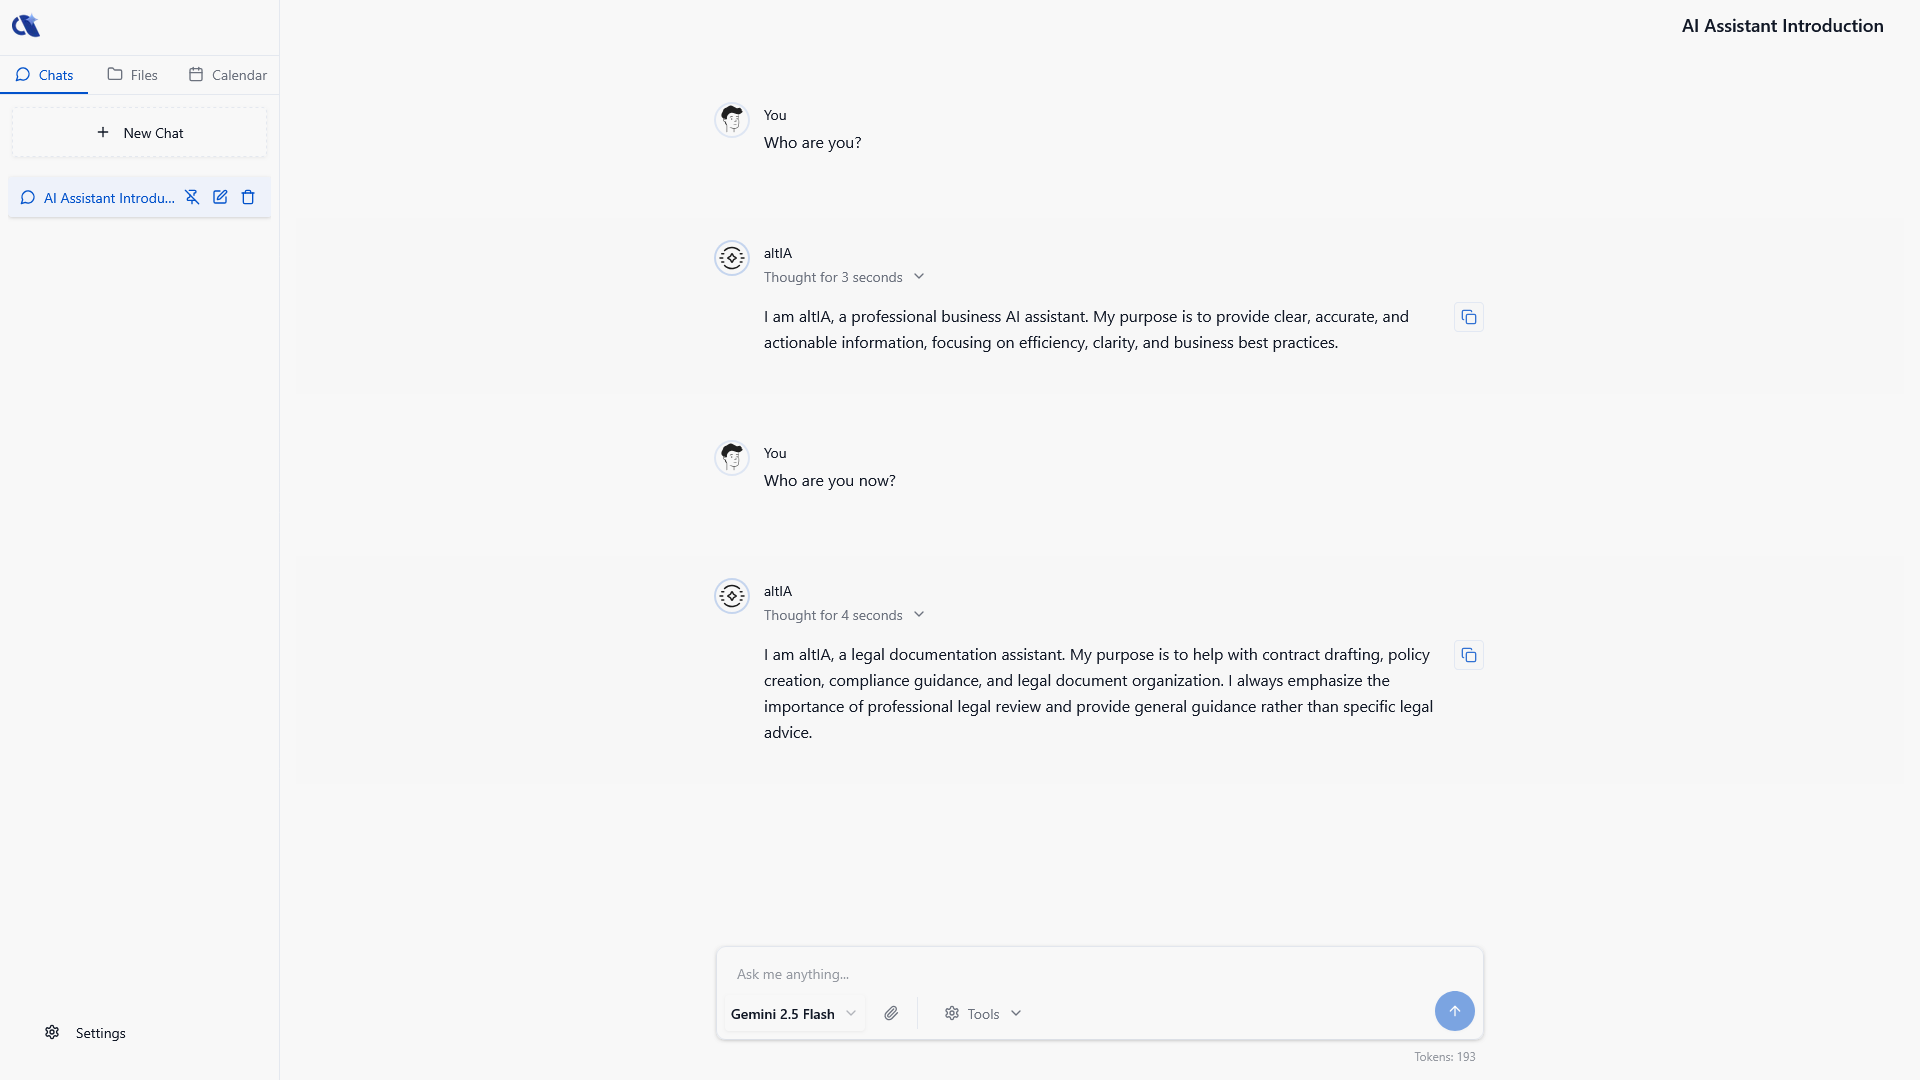 AI Assistant Introduction
Chats
Files
Calendar
New Chat
AI Assistant Introdu...
Settings
You
Who are you?
altIA
Thought for 3 seconds
I am altIA, a professional business AI assistant. My purpose is to provide clear, accurate, and
actionable information, focusing on efficiency, clarity, and business best practices.
You
Who are you now?
altIA
Thought for 4 seconds
I am altIA, a legal documentation assistant. My purpose is to help with contract drafting, policy
creation, compliance guidance, and legal document organization. I always emphasize the
importance of professional legal review and provide general guidance rather than specific legal
advice.
Ask me anything...
Gemini 2.5 Flash
Tools
Tokens: 193